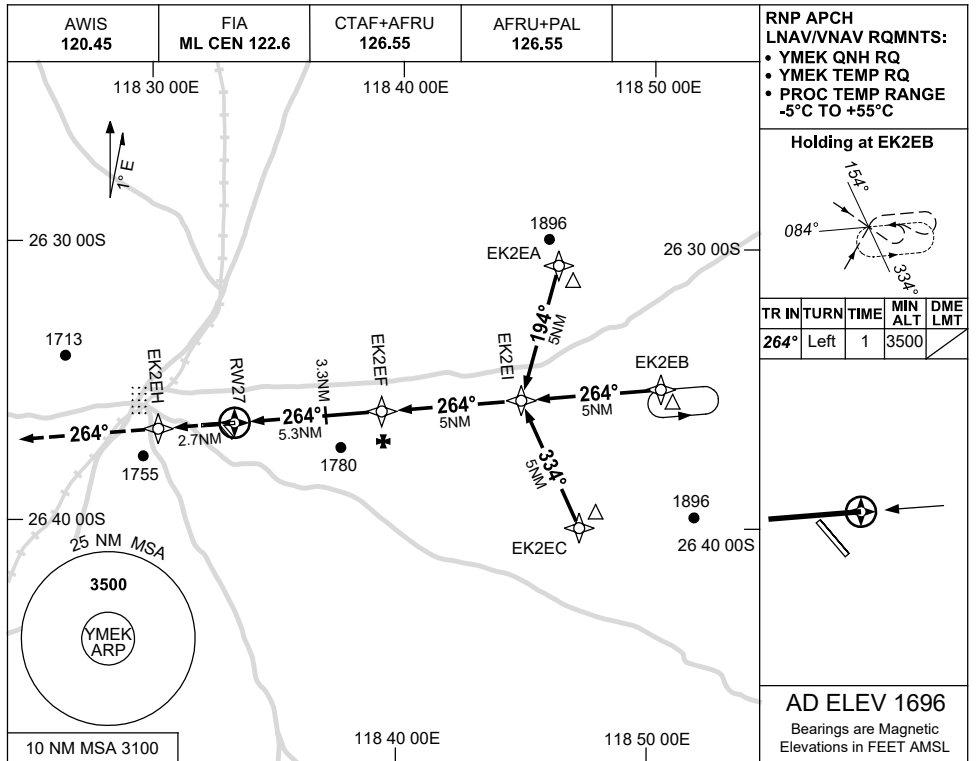 AWIS
120.45
FIA
ML CEN 122.6
CTAF+AFRU
126.55
AFRU+PAL
126.55
RNP APCH
LNAV/VNAV RQMNTS:
• YMEK QNH RQ
• YMEK TEMP RQ
• PROC TEMP RANGE
-5°C TO +55°C
118 30 00E
118 40 00E
118 50 00E
1° E
Holding at EK2EB
154°
084°
334°
26 30 00S
26 30 00S
1896
EK2EA
194°
5NM
TR IN
TURN
TIME
MIN
ALT
DME
LMT
264°
Left
1
3500
1713
EK2EH
RW27
3.3NM
EK2EF
EK2EI
EK2EB
264°
2.7NM
264°
5.3NM
264°
5NM
264°
5NM
1755
1780
334°
5NM
1896
EK2EC
26 40 00S
26 40 00S
25 NM MSA
3500
YMEK
ARP
10 NM MSA 3100
118 40 00E
118 50 00E
AD ELEV 1696
Bearings are Magnetic
Elevations in FEET AMSL